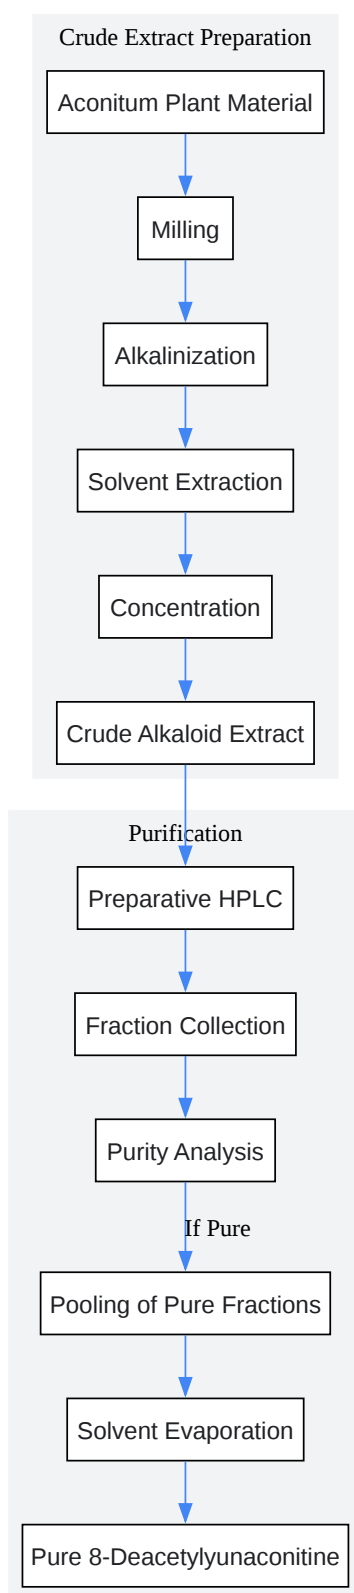 Crude Extract Preparation
Aconitum Plant Material
Milling
Alkalinization
Solvent Extraction
Concentration
Crude Alkaloid Extract
Purification
Preparative HPLC
Fraction Collection
Purity Analysis
If Pure
Pooling of Pure Fractions
Solvent Evaporation
Pure 8-Deacetylyunaconitine